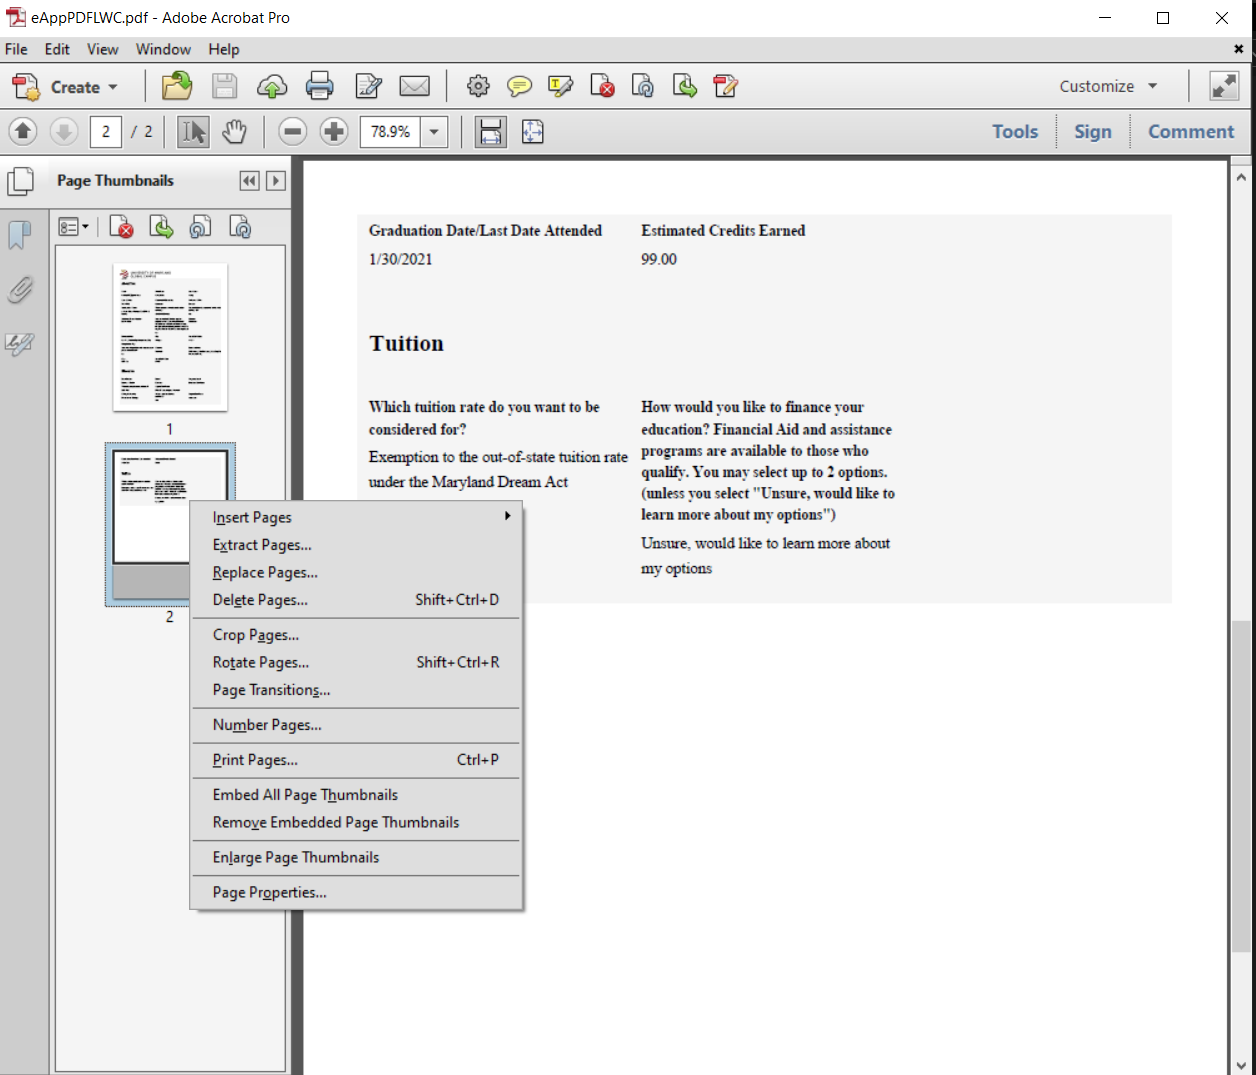 eAppPDFLWC.pdf - Adobe Acrobat Pro
File Edit View Window Help
Create
Customize
2 / 2
78.9%
Tools Sign Comment
Page Thumbnails
UNIVERSITY OF MARYLAND
GLOBAL CAMPUS
1
2
Insert Pages
Extract Pages...
Replace Pages...
Delete Pages... Shift+Ctrl+D
Crop Pages...
Rotate Pages... Shift+Ctrl+R
Page Transitions...
Number Pages...
Print Pages... Ctrl+P
Embed All Page Thumbnails
Remove Embedded Page Thumbnails
Enlarge Page Thumbnails
Page Properties...
Graduation Date/Last Date Attended
1/30/2021
Estimated Credits Earned
99.00
Tuition
Which tuition rate do you want to be
considered for?
Exemption to the out-of-state tuition rate
under the Maryland Dream Act
How would you like to finance your
education? Financial Aid and assistance
programs are available to those who
qualify. You may select up to 2 options.
(unless you select "Unsure, would like to
learn more about my options")
Unsure, would like to learn more about
my options